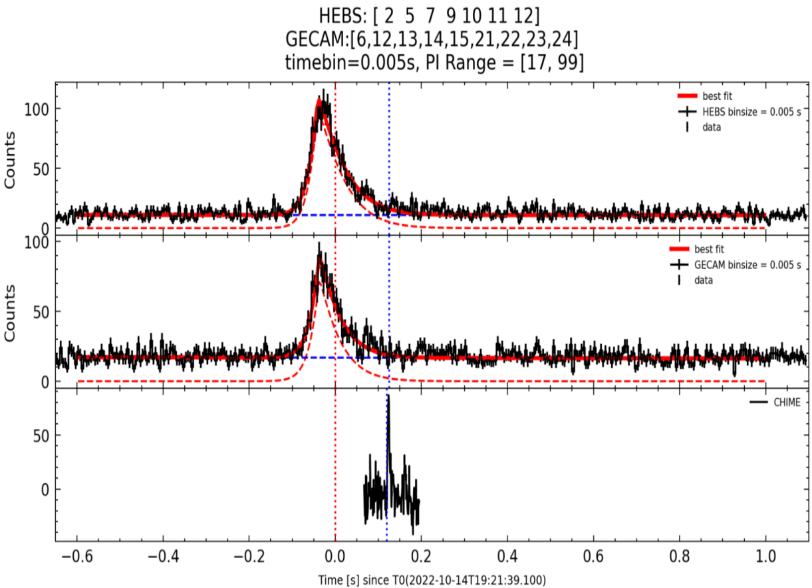 HEBS: [ 2 5 7 9 10 11 12]
GECAM:[6,12,13,14,15,21,22,23,24]
timebin=0.005s, PI Range = [17, 99]
best fit
HEBS binsize = 0.005 s
data
100
50
0
Counts
best fit
GECAM binsize = 0.005 s
data
100
50
0
Counts
CHIME
50
0
−0.6 −0.4 −0.2 0.0 0.2 0.4 0.6 0.8 1.0
Time [s] since T0(2022-10-14T19:21:39.100)